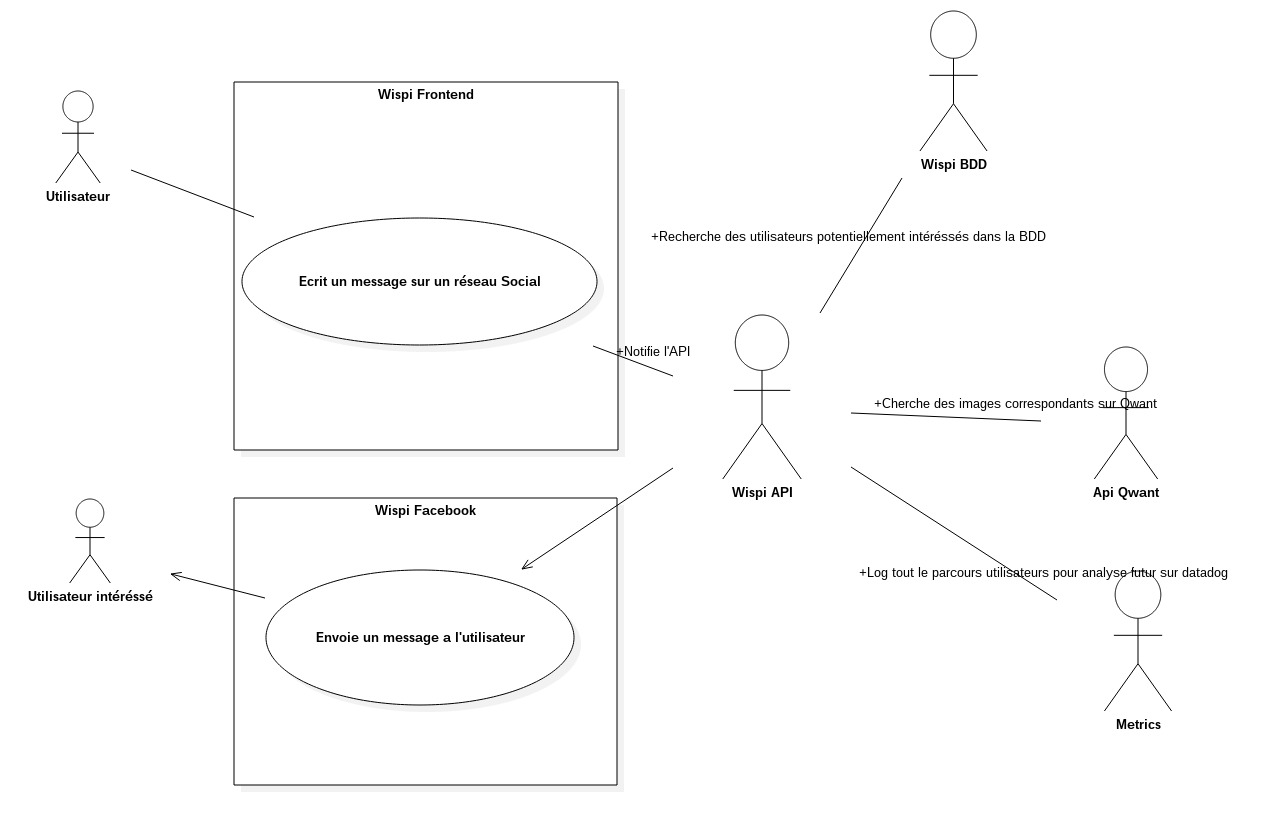 Wispi Frontend
Utilisateur
Wispi BDD
+Recherche des utilisateurs potentiellement intéréssés dans la BDD
Ecrit un message sur un réseau Social
+Notifie l'API
+Cherche des images correspondants sur Qwant
Wispi API
Api Qwant
Wispi Facebook
+Log tout le parcours utilisateurs pour analyse futur sur datadog
Utilisateur intéréssé
Envoie un message a l'utilisateur
Metrics